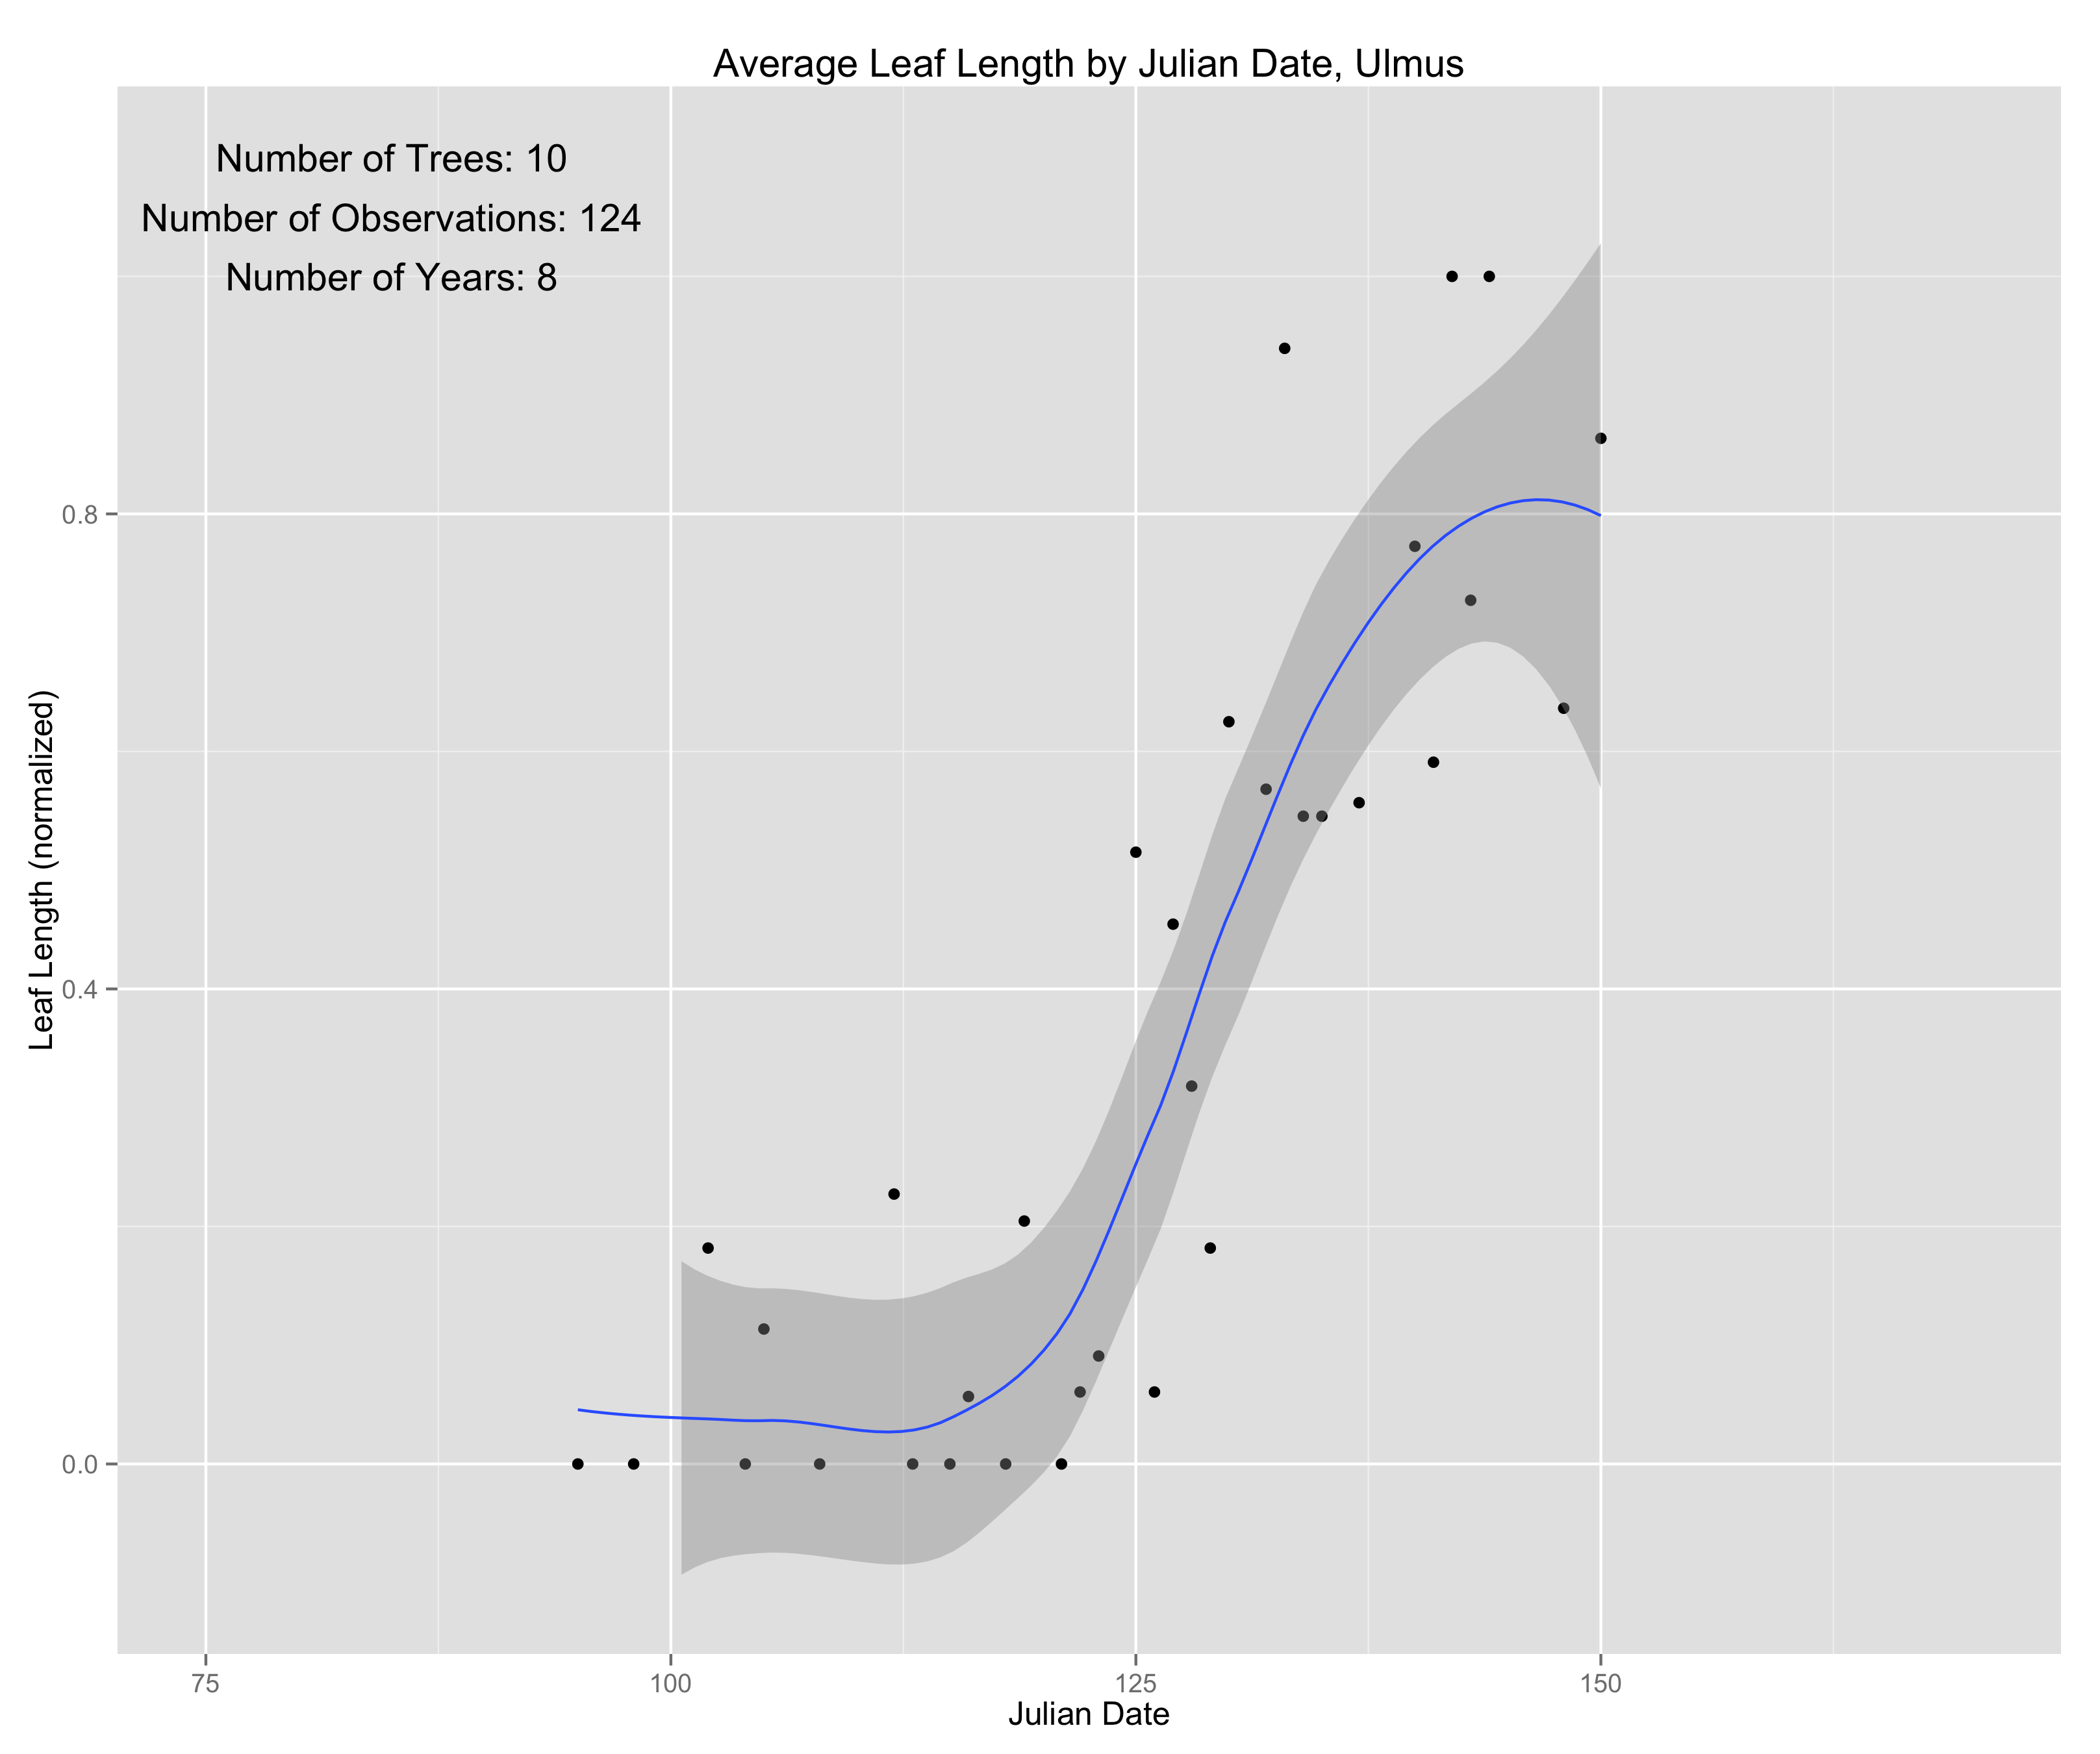 Average Leaf Length by Julian Date, Ulmus
Number of Trees: 10
Number of Observations: 124
Number of Years: 8
Leaf Length (normalized)
0.8
0.4
0.0
75
100
125
150
Julian Date